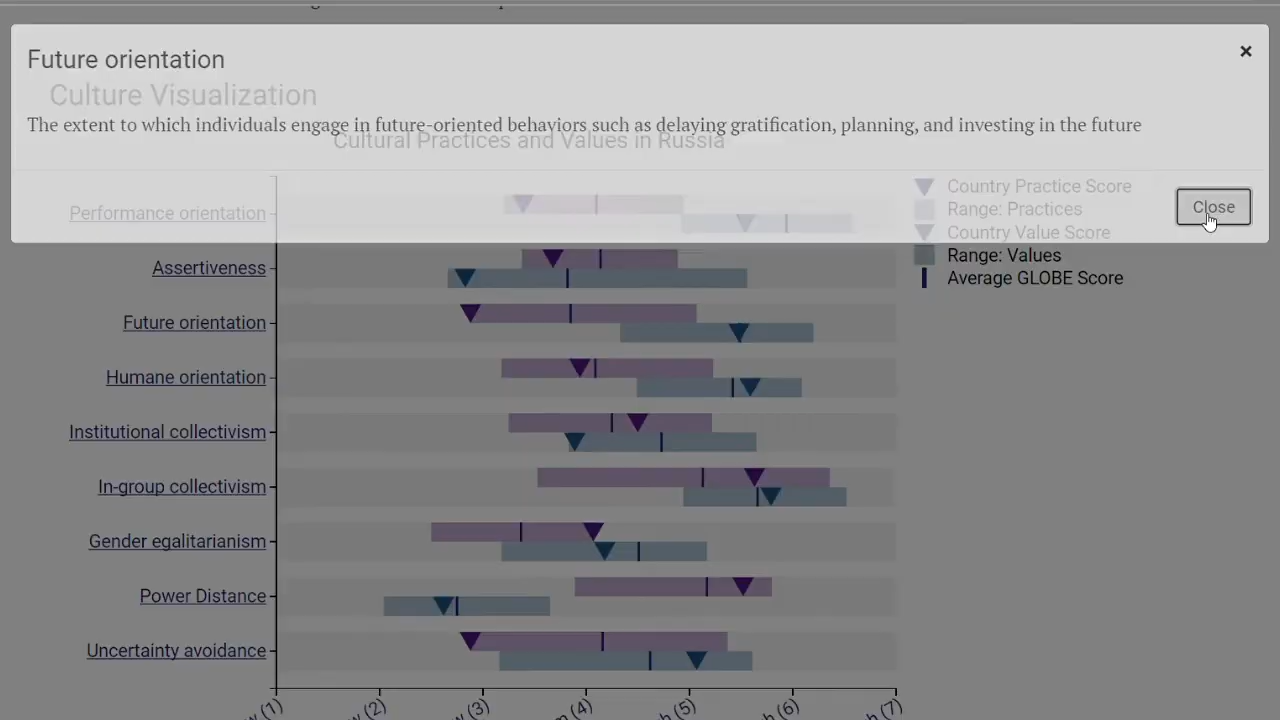 Future orientation
×
Culture Visualization
The extent to which individuals engage in future-oriented behaviors such as delaying gratification, planning, and investing in the future
Cultural Practices and Values in Russia
Country Practice Score
Range: Practices
Country Value Score
Range: Values
Average GLOBE Score
Close
Performance orientation
Assertiveness
Future orientation
Humane orientation
Institutional collectivism
In-group collectivism
Gender egalitarianism
Power Distance
Uncertainty avoidance
(1)
(2)
(3)
(4)
(5)
(6)
(7)